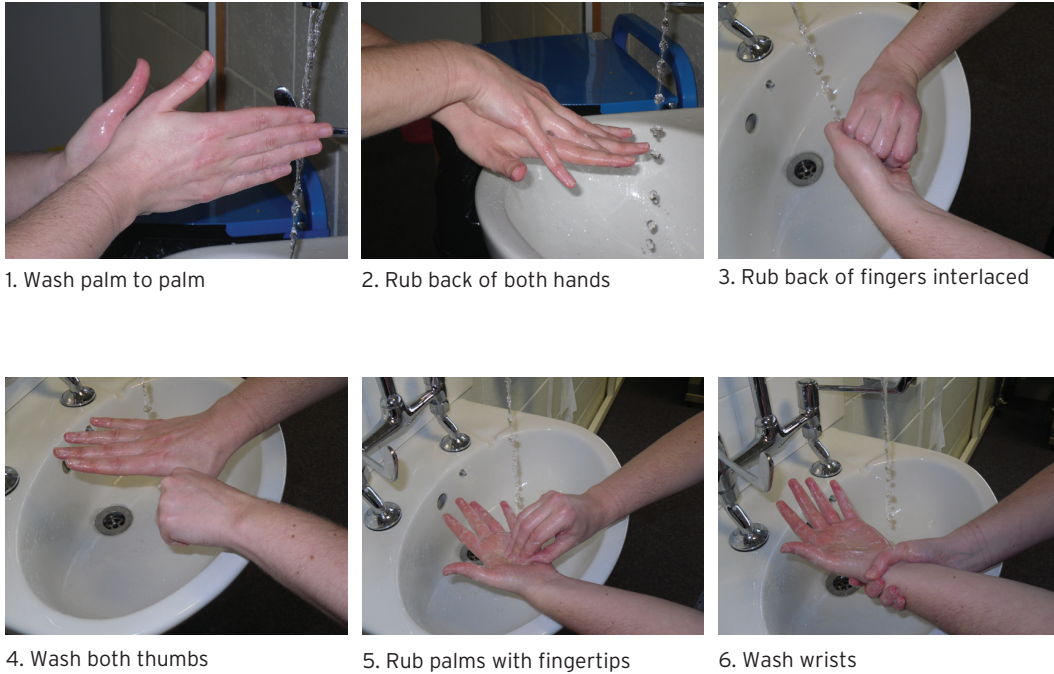 1. Wash palm to palm
2. Rub back of both hands
3. Rub back of fingers interlaced
4. Wash both thumbs
5. Rub palms with fingertips
6. Wash wrists